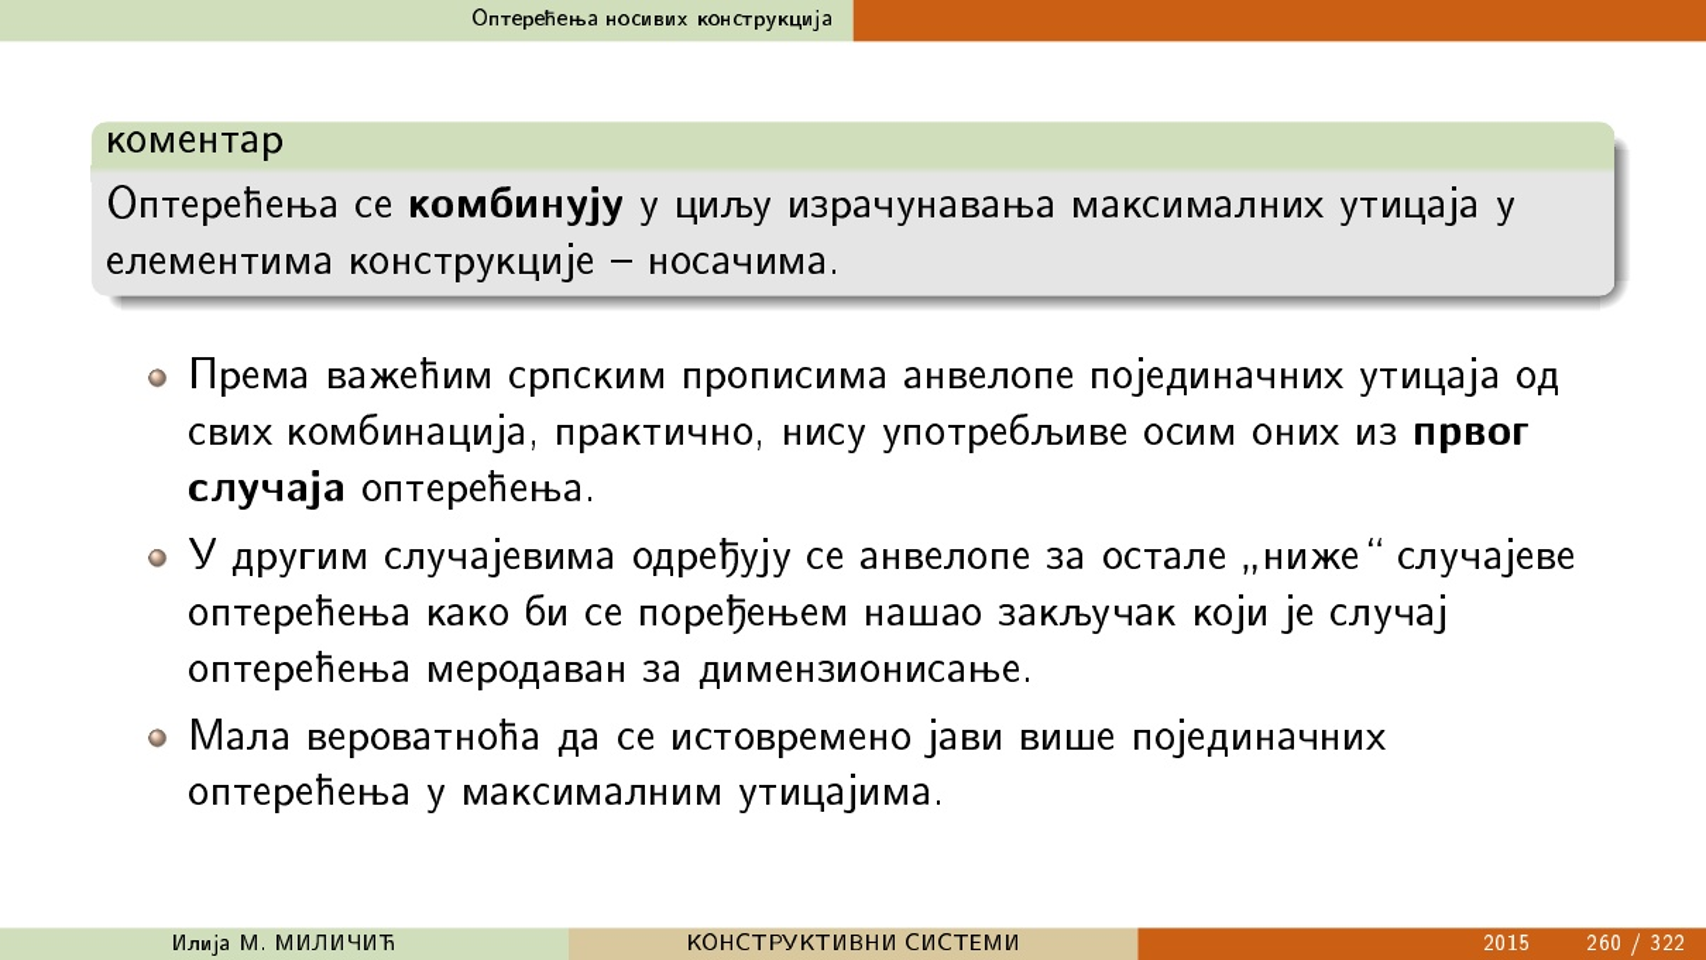 Оптерећења носивих конструкција
коментар
Оптерећења се комбинују у циљу израчунавања максималних утицаја у
елементима конструкције – носачима.
Према важећим српским прописима анвелопе појединачних утицаја од
свих комбинација, практично, нису употребљиве осим оних из првог
случаја оптерећења.
У другим случајевима одређују се анвелопе за остале „ниже“ случајеве
оптерећења како би се поређењем нашао закључак који је случај
оптерећења меродаван за димензионисање.
Мала вероватноћа да се истовремено јави више појединачних
оптерећења у максималним утицајима.
Илија М. МИЛИЧИЋ КОНСТРУКТИВНИ СИСТЕМИ 2015 260 / 322